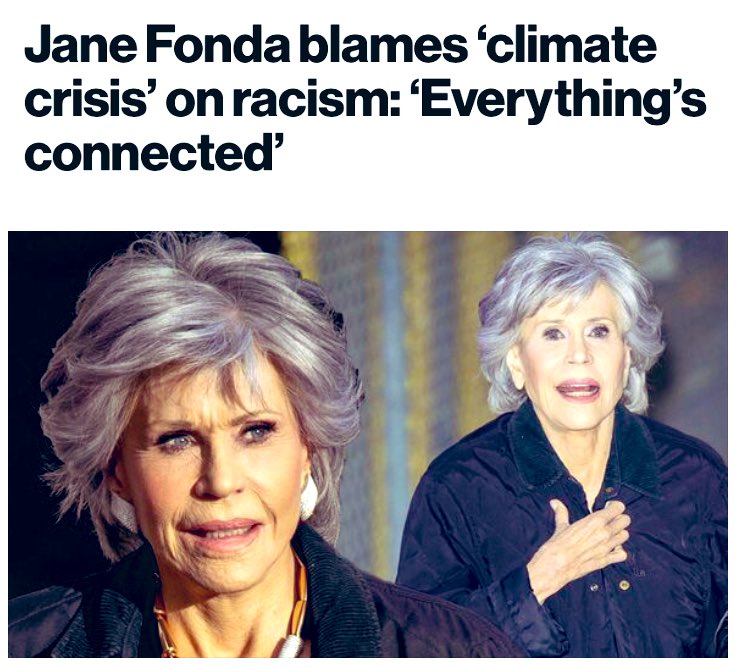 Jane Fonda blames ‘climate
crisis’ on racism: ‘Everything’s
connected’